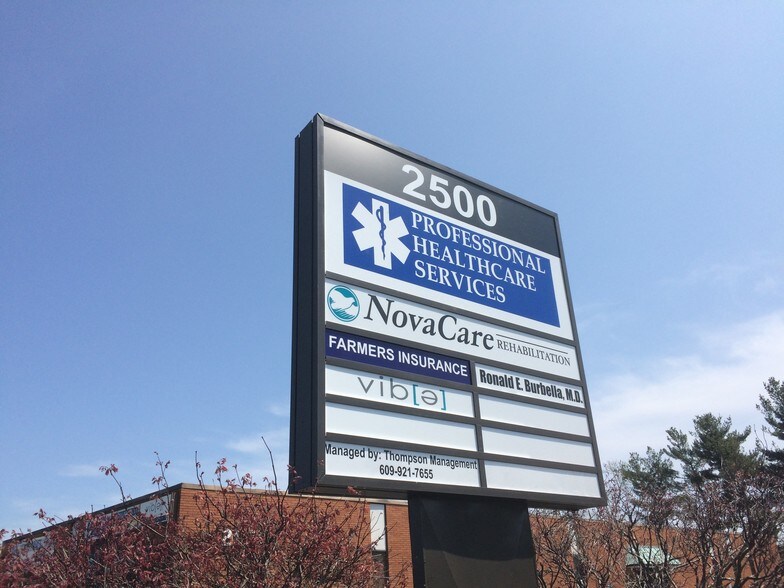 2500
PROFESSIONAL
HEALTHCARE
SERVICES
NovaCare REHABILITATION
FARMERS INSURANCE
Ronald E. Burbella, M.D.
vib[ə]
Managed by: Thompson Management
609-921-7655